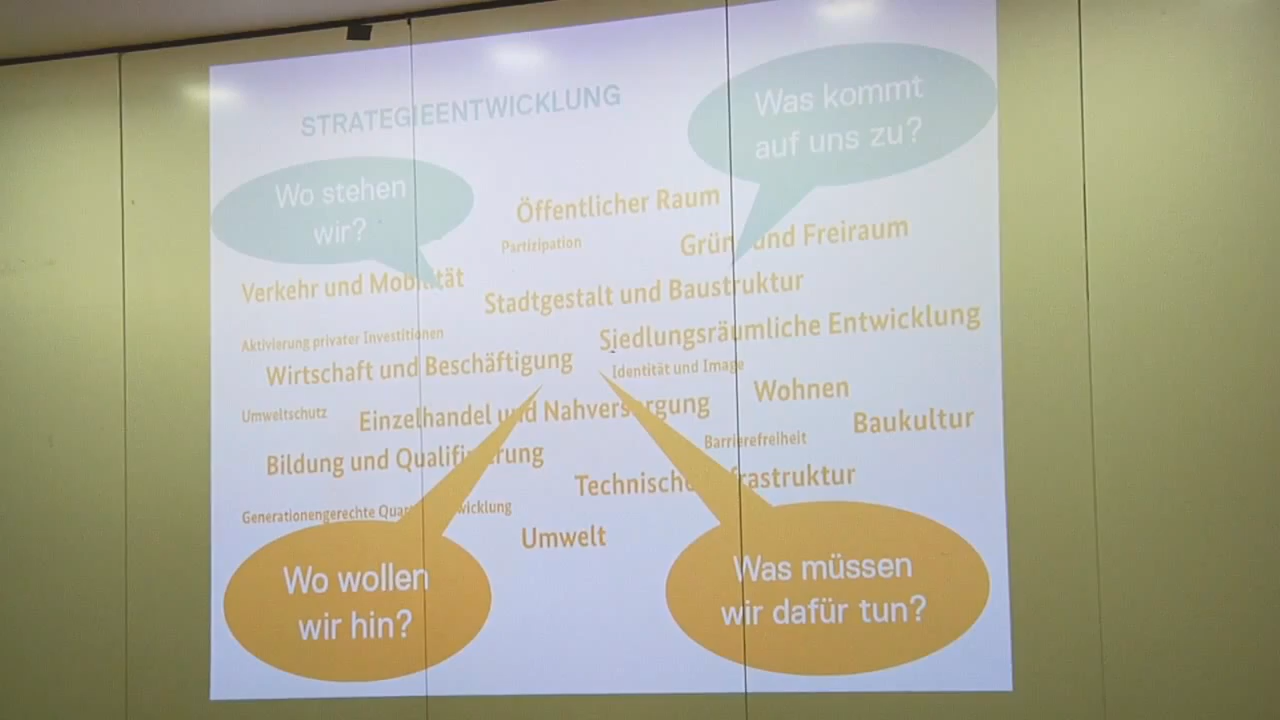 STRATEGIEENTWICKLUNG
Was kommt
auf uns zu?
Wo stehen
wir?
Öffentlicher Raum
Partizipation
Grün und Freiraum
Verkehr und Mobilität
Stadtgestalt und Baustruktur
Aktivierung privater Investitionen
Siedlungsräumliche Entwicklung
Wirtschaft und Beschäftigung
Identität und Image
Wohnen
Umweltschutz
Einzelhandel und Nahversorgung
Baukultur
Barrierefreiheit
Bildung und Qualifizierung
Technische Infrastruktur
Generationengerechte Quar wicklung
Umwelt
Wo wollen
wir hin?
Was müssen
wir dafür tun?